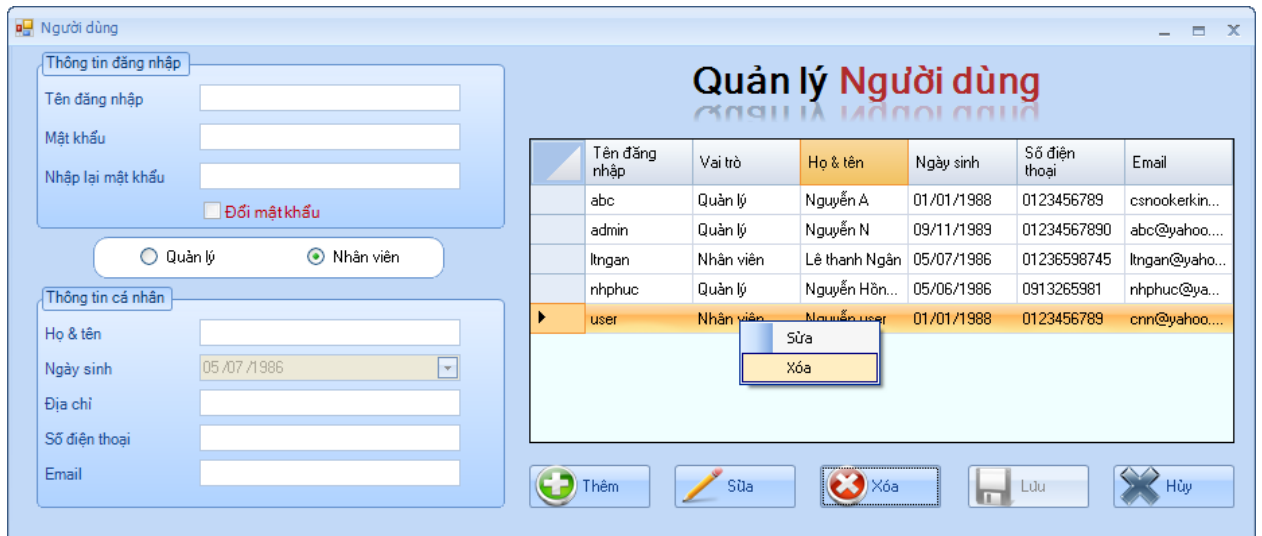 Người dùng
Thông tin đăng nhập
Tên đăng nhập
Mật khẩu
Nhập lại mật khẩu
Đổi mật khẩu
Quản lý Nhân viên
Thông tin cá nhân
Họ & tên
Ngày sinh 05/07/1986
Địa chỉ
Số điện thoại
Email
Quản lý Người dùng
Tên đăng nhập Vai trò Họ & tên Ngày sinh Số điện thoại Email
abc Quản lý Nguyễn A 01/01/1988 0123456789 csnookerkin...
admin Quản lý Nguyễn N 09/11/1989 01234567890 abc@yahoo....
ltngan Nhân viên Lê thanh Ngân 05/07/1986 01236598745 ltngan@yaho...
nhphuc Quản lý Nguyễn Hồn... 05/06/1986 0913265981 nhphuc@ya...
user Nhân viên Nguyễn user 01/01/1988 0123456789 cnn@yahoo....
Sửa
Xóa
Thêm Sửa Xóa Lưu Hủy